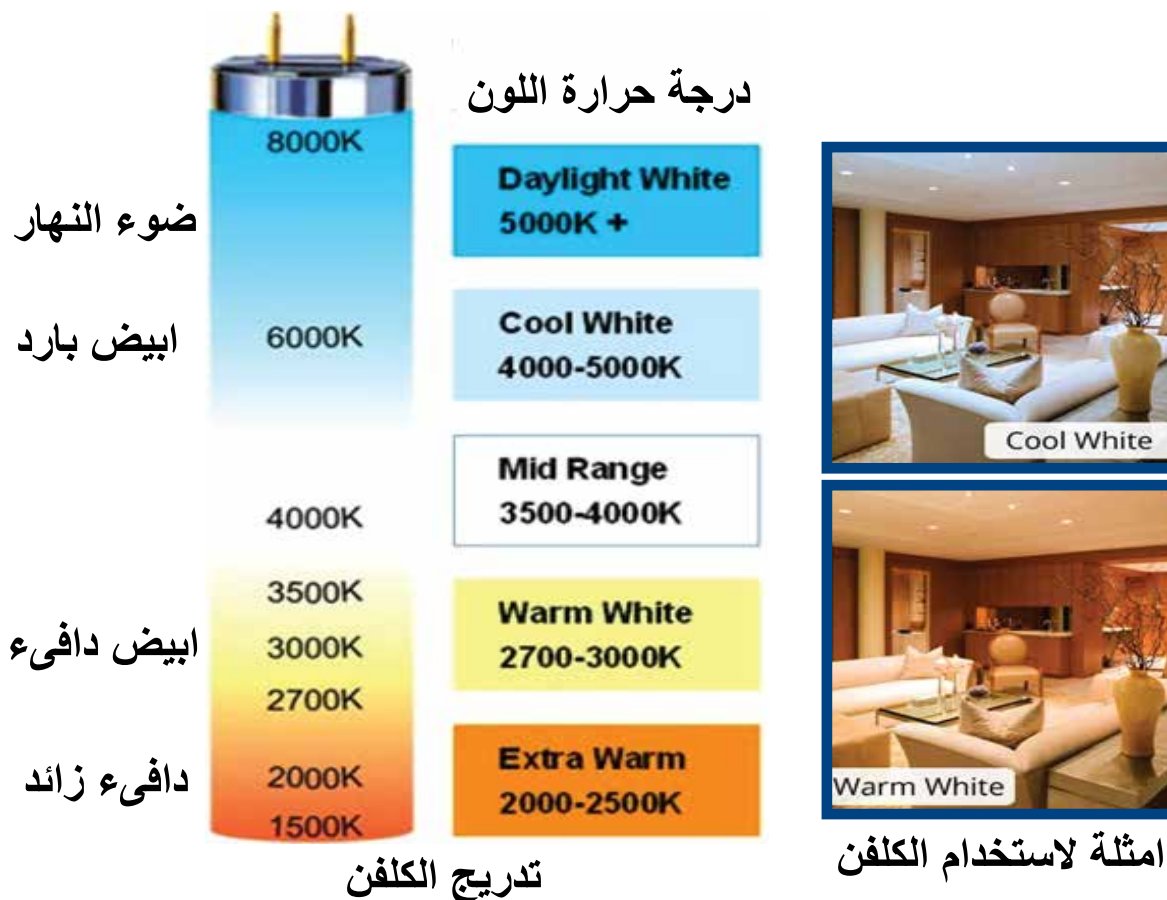 درجة حرارة اللون
8000K
ضوء النهار
Daylight White
5000K +
ابيض بارد
6000K
Cool White
4000-5000K
Cool White
Mid Range
3500-4000K
4000K
3500K
ابيض دافىء
3000K
2700K
Warm White
2700-3000K
دافىء زائد
2000K
1500K
Extra Warm
2000-2500K
Warm White
تدريج الكلفن
امثلة لاستخدام الكلفن